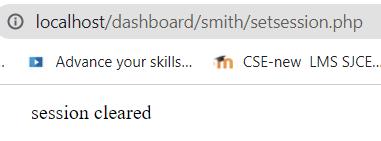 localhost/dashboard/smith/setsession.php
. Advance your skills... CSE-new LMS SJCE...
session cleared